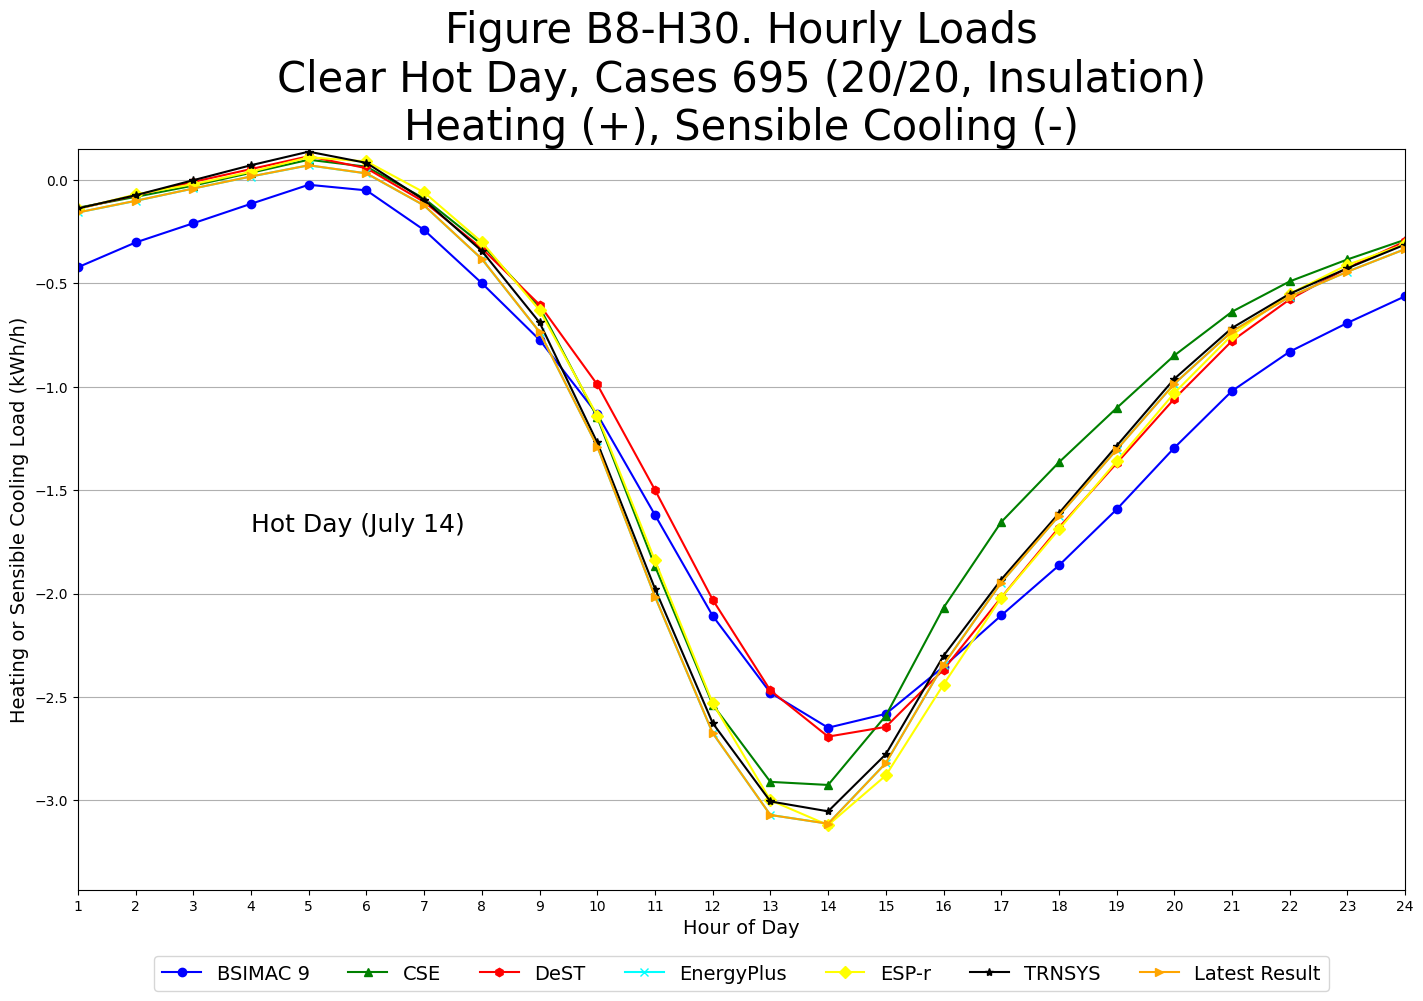 Figure B8-H30. Hourly Loads
Clear Hot Day, Cases 695 (20/20, Insulation)
Heating (+), Sensible Cooling (-)
Heating or Sensible Cooling Load (kWh/h)
0.0
−0.5
−1.0
−1.5
−2.0
−2.5
−3.0
Hot Day (July 14)
1 2 3 4 5 6 7 8 9 10 11 12 13 14 15 16 17 18 19 20 21 22 23 24
Hour of Day
BSIMAC 9 CSE DeST EnergyPlus ESP-r TRNSYS Latest Result